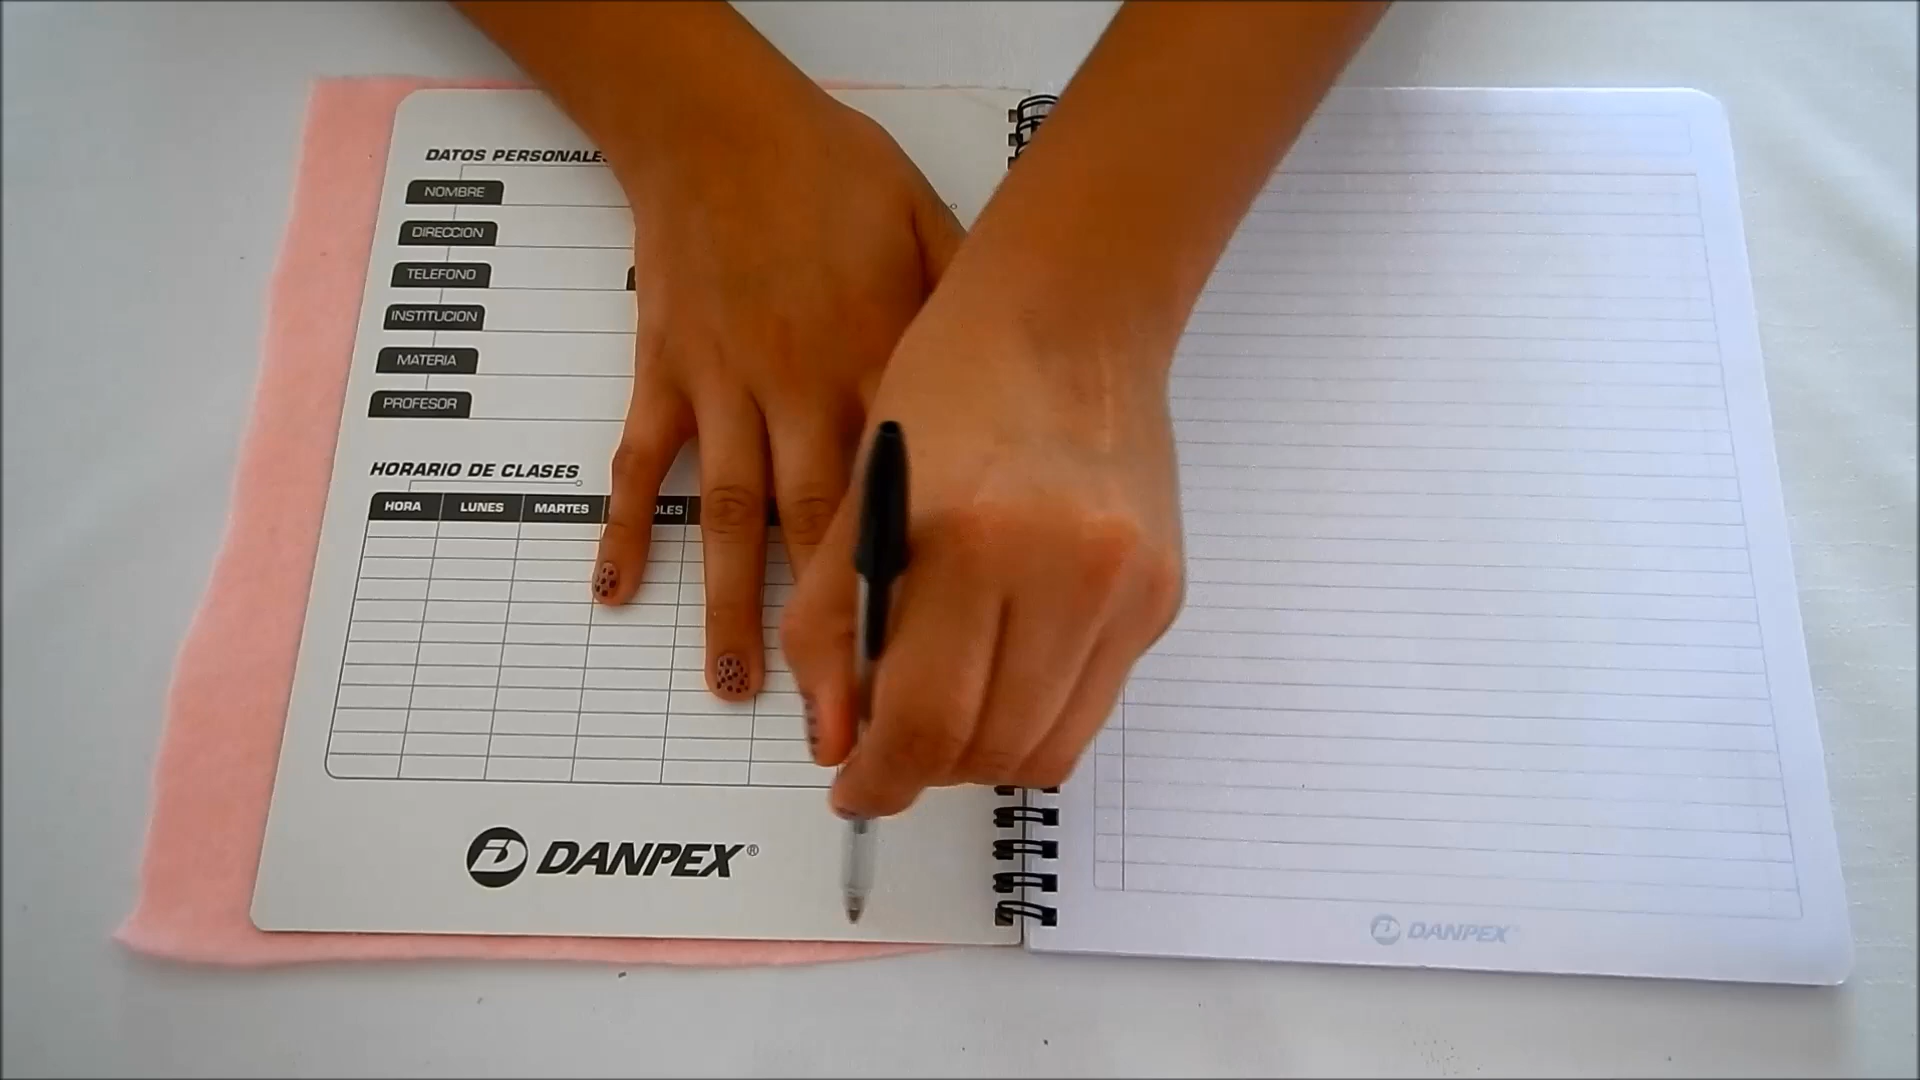 DATOS PERSONALES
NOMBRE
DIRECCION
TELEFONO
INSTITUCION
MATERIA
PROFESOR
HORARIO DE CLASES
HORA LUNES MARTES
DANPEX®
DANPEX